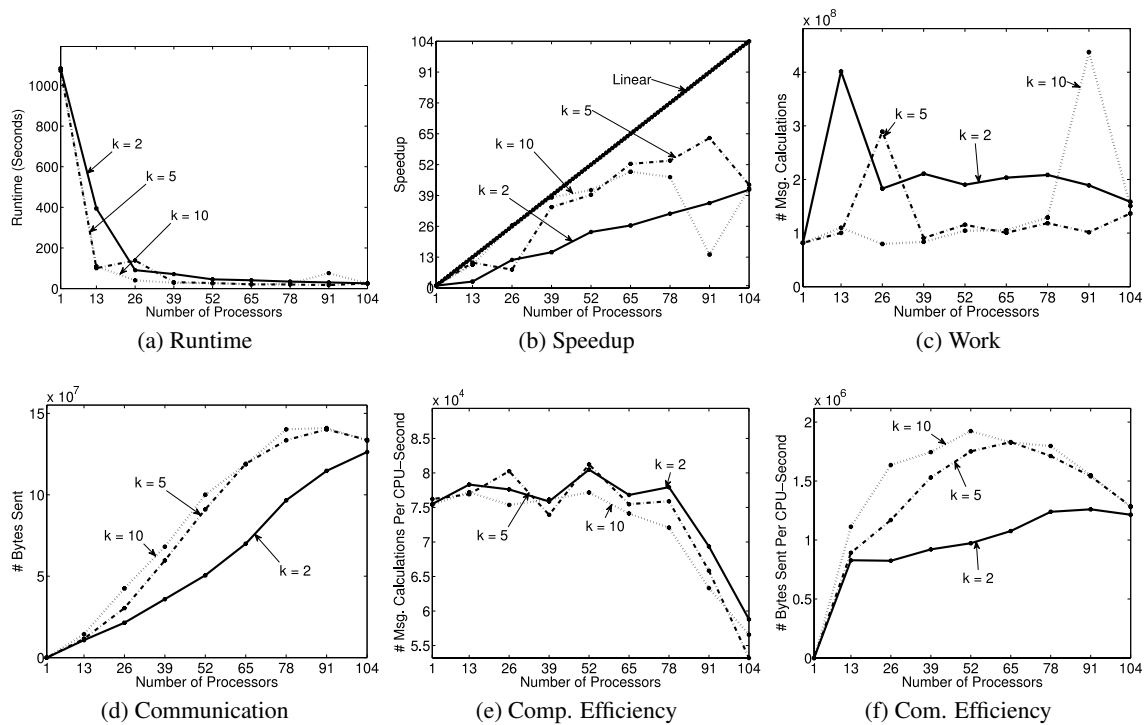 1000
800
600
400
200
0
Runtime (Seconds)
k = 2
k = 5
k = 10
1 13 26 39 52 65 78 91 104
Number of Processors
(a) Runtime
104
91
78
65
52
39
26
13
0
Speedup
Linear
k = 5
k = 10
k = 2
1 13 26 39 52 65 78 91 104
Number of Processors
(b) Speedup
x 10^8
4
3
2
1
0
# Msg. Calculations
k = 10
k = 5
k = 2
1 13 26 39 52 65 78 91 104
Number of Processors
(c) Work
x 10^7
15
10
5
0
# Bytes Sent
k = 5
k = 10
k = 2
1 13 26 39 52 65 78 91 104
Number of Processors
(d) Communication
x 10^4
9
8
7
6
# Msg. Calculations Per CPU-Second
k = 2
k = 5
k = 10
1 13 26 39 52 65 78 91 104
Number of Processors
(e) Comp. Efficiency
x 10^6
2
1.5
1
0.5
0
# Bytes Sent Per CPU-Second
k = 10
k = 5
k = 2
1 13 26 39 52 65 78 91 104
Number of Processors
(f) Com. Efficiency